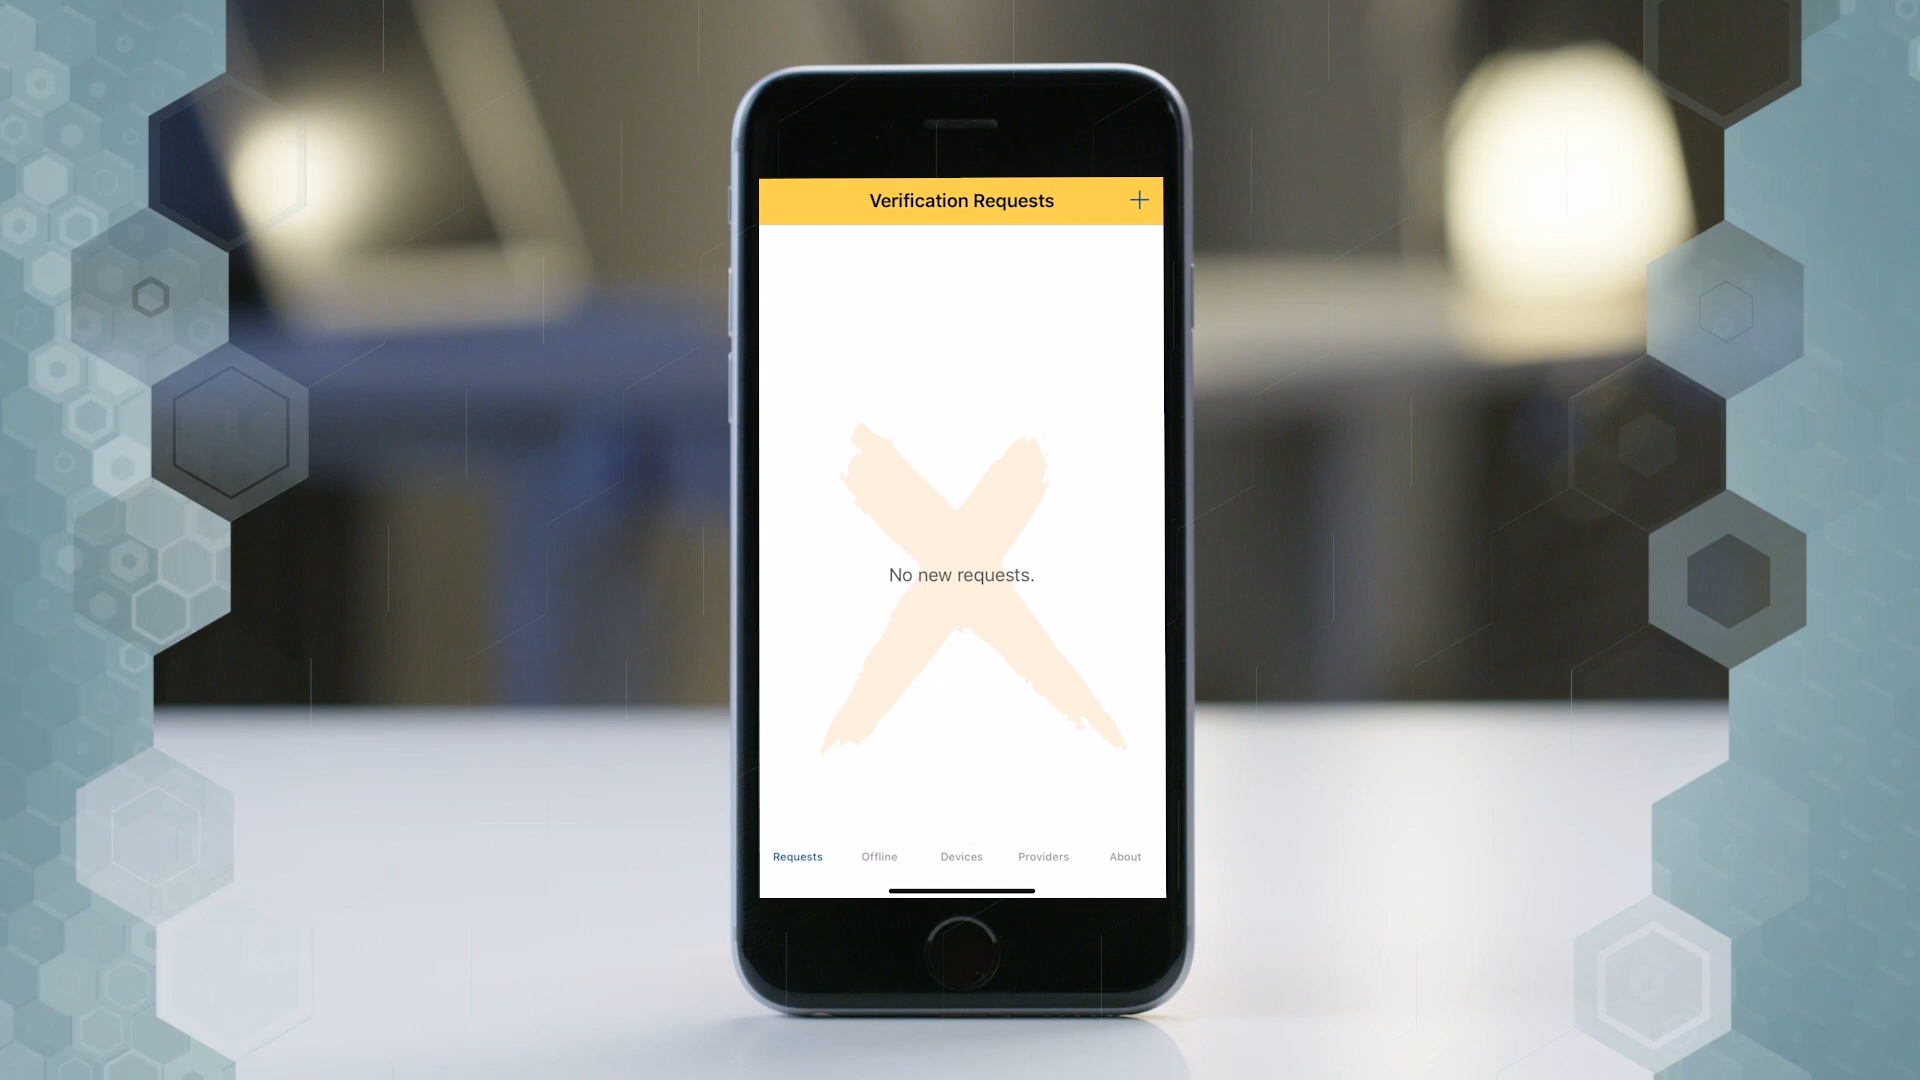 Verification Requests
No new requests.
Requests Offline Devices Providers About